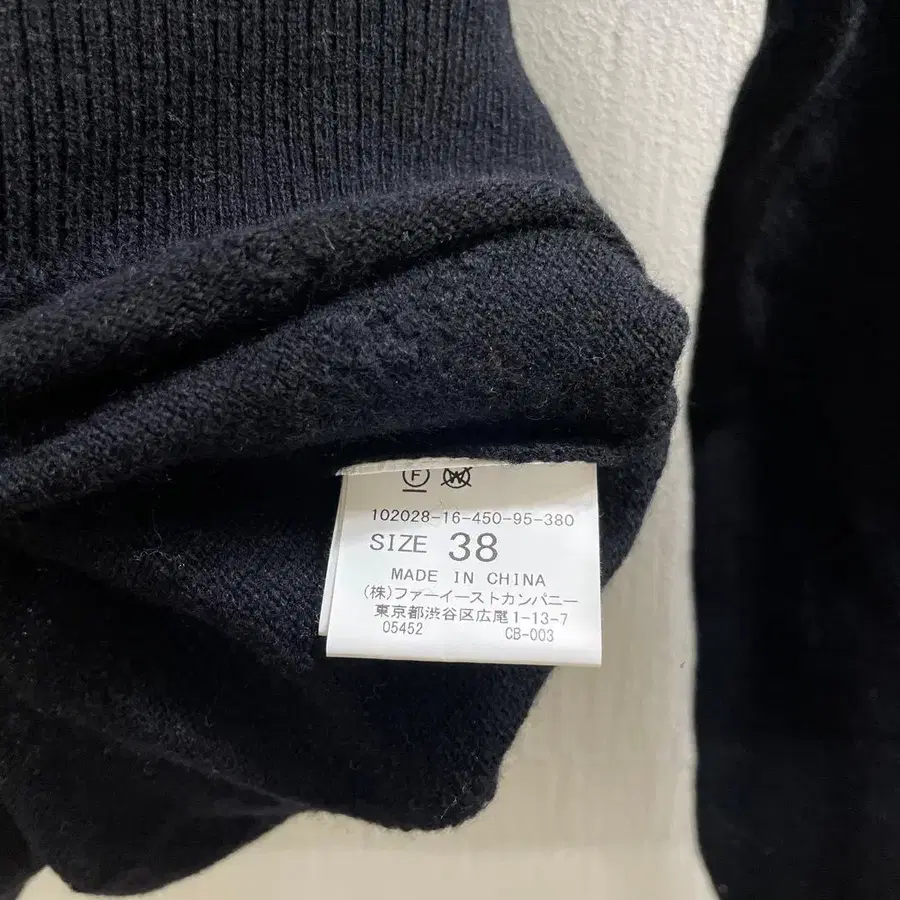 F W
102028-16-450-95-380
SIZE 38
MADE IN CHINA
(株)ファーイーストカンパニー
東京都渋谷区広尾1-13-7
05452 CB-003